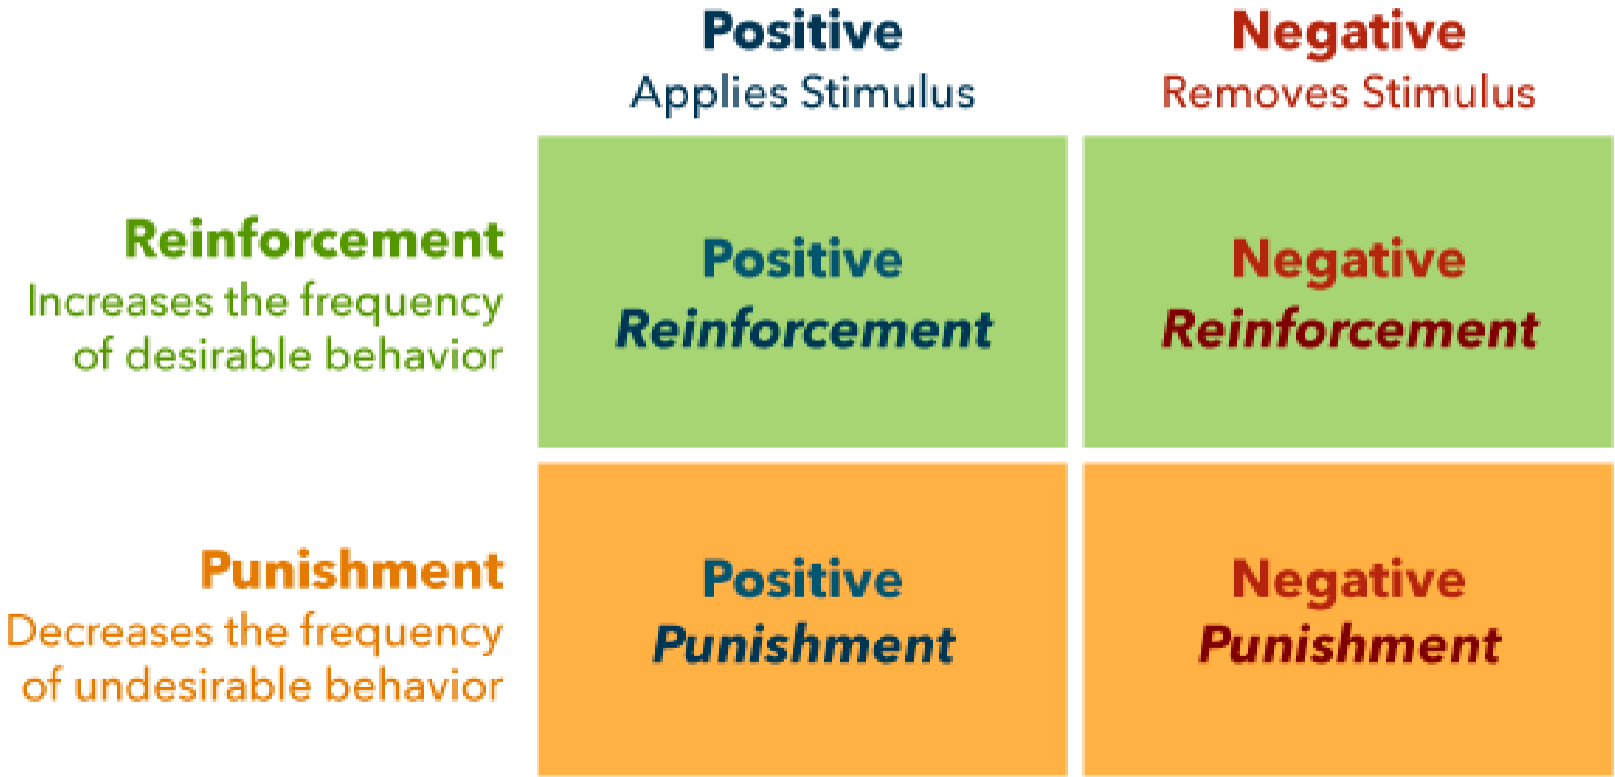 Positive
Applies Stimulus
Negative
Removes Stimulus
Reinforcement
Increases the frequency
of desirable behavior
Positive
Reinforcement
Negative
Reinforcement
Punishment
Decreases the frequency
of undesirable behavior
Positive
Punishment
Negative
Punishment